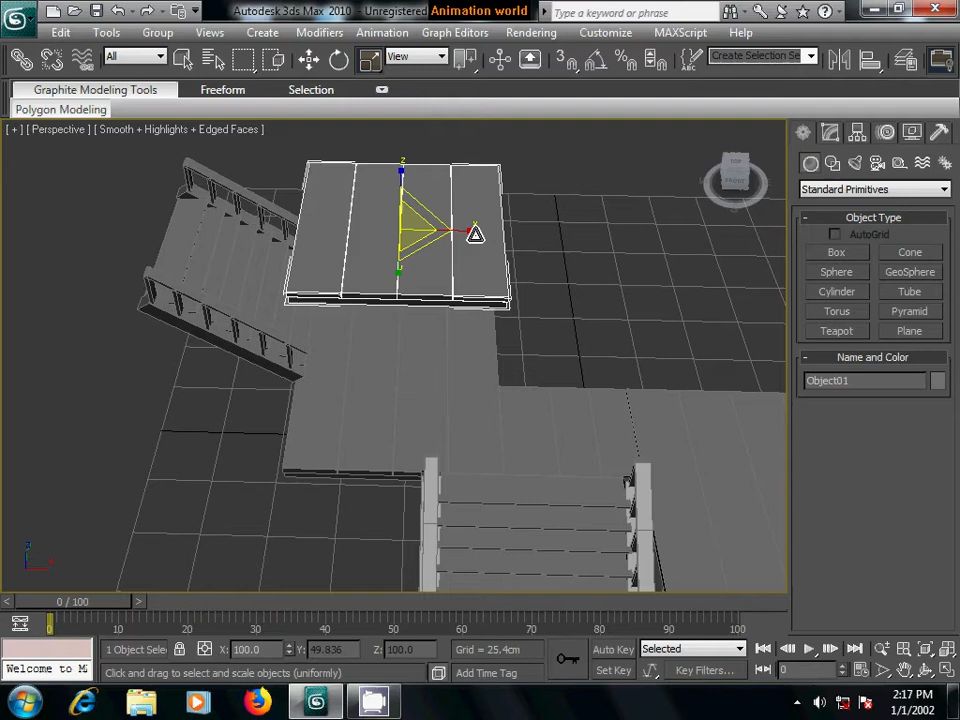 Autodesk 3ds Max 2010 - Unregistered Animation world Type a keyword or phrase
Edit Tools Group Views Create Modifiers Animation Graph Editors Rendering Customize MAXScript Help
All View Create Selection Se
Graphite Modeling Tools Freeform Selection
Polygon Modeling
[ + ] [ Perspective ] [ Smooth + Highlights + Edged Faces ]
TOP
FRONT
Standard Primitives
- Object Type
AutoGrid
Box Cone
Sphere GeoSphere
Cylinder Tube
Torus Pyramid
Teapot Plane
- Name and Color
Object01
z
x
< 0 / 100 >
0 10 20 30 40 50 60 70 80 90 100
1 Object Selec X: 100.0 Y: 49.836 Z: 100.0 Grid = 25.4cm Auto Key Selected
Welcome to M Click and drag to select and scale objects (uniformly) Add Time Tag Set Key Key Filters... 0
2:17 PM
1/1/2002